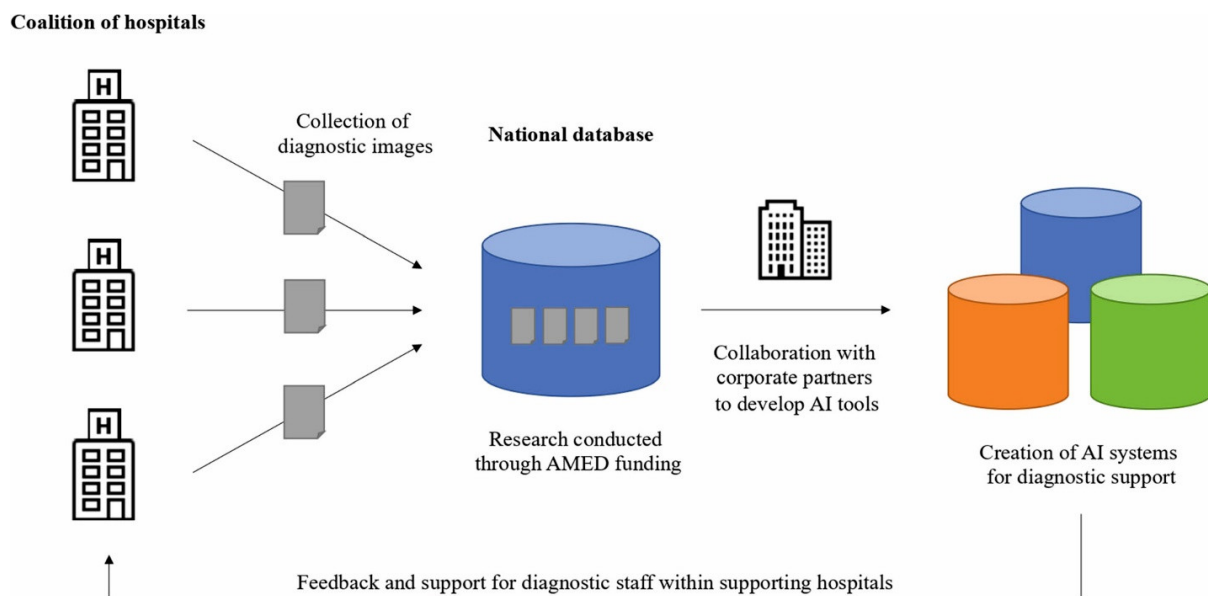 Coalition of hospitals
H
Collection of
diagnostic images
National database
H
Collaboration with
corporate partners
to develop AI tools
H
Research conducted
through AMED funding
Creation of AI systems
for diagnostic support
Feedback and support for diagnostic staff within supporting hospitals